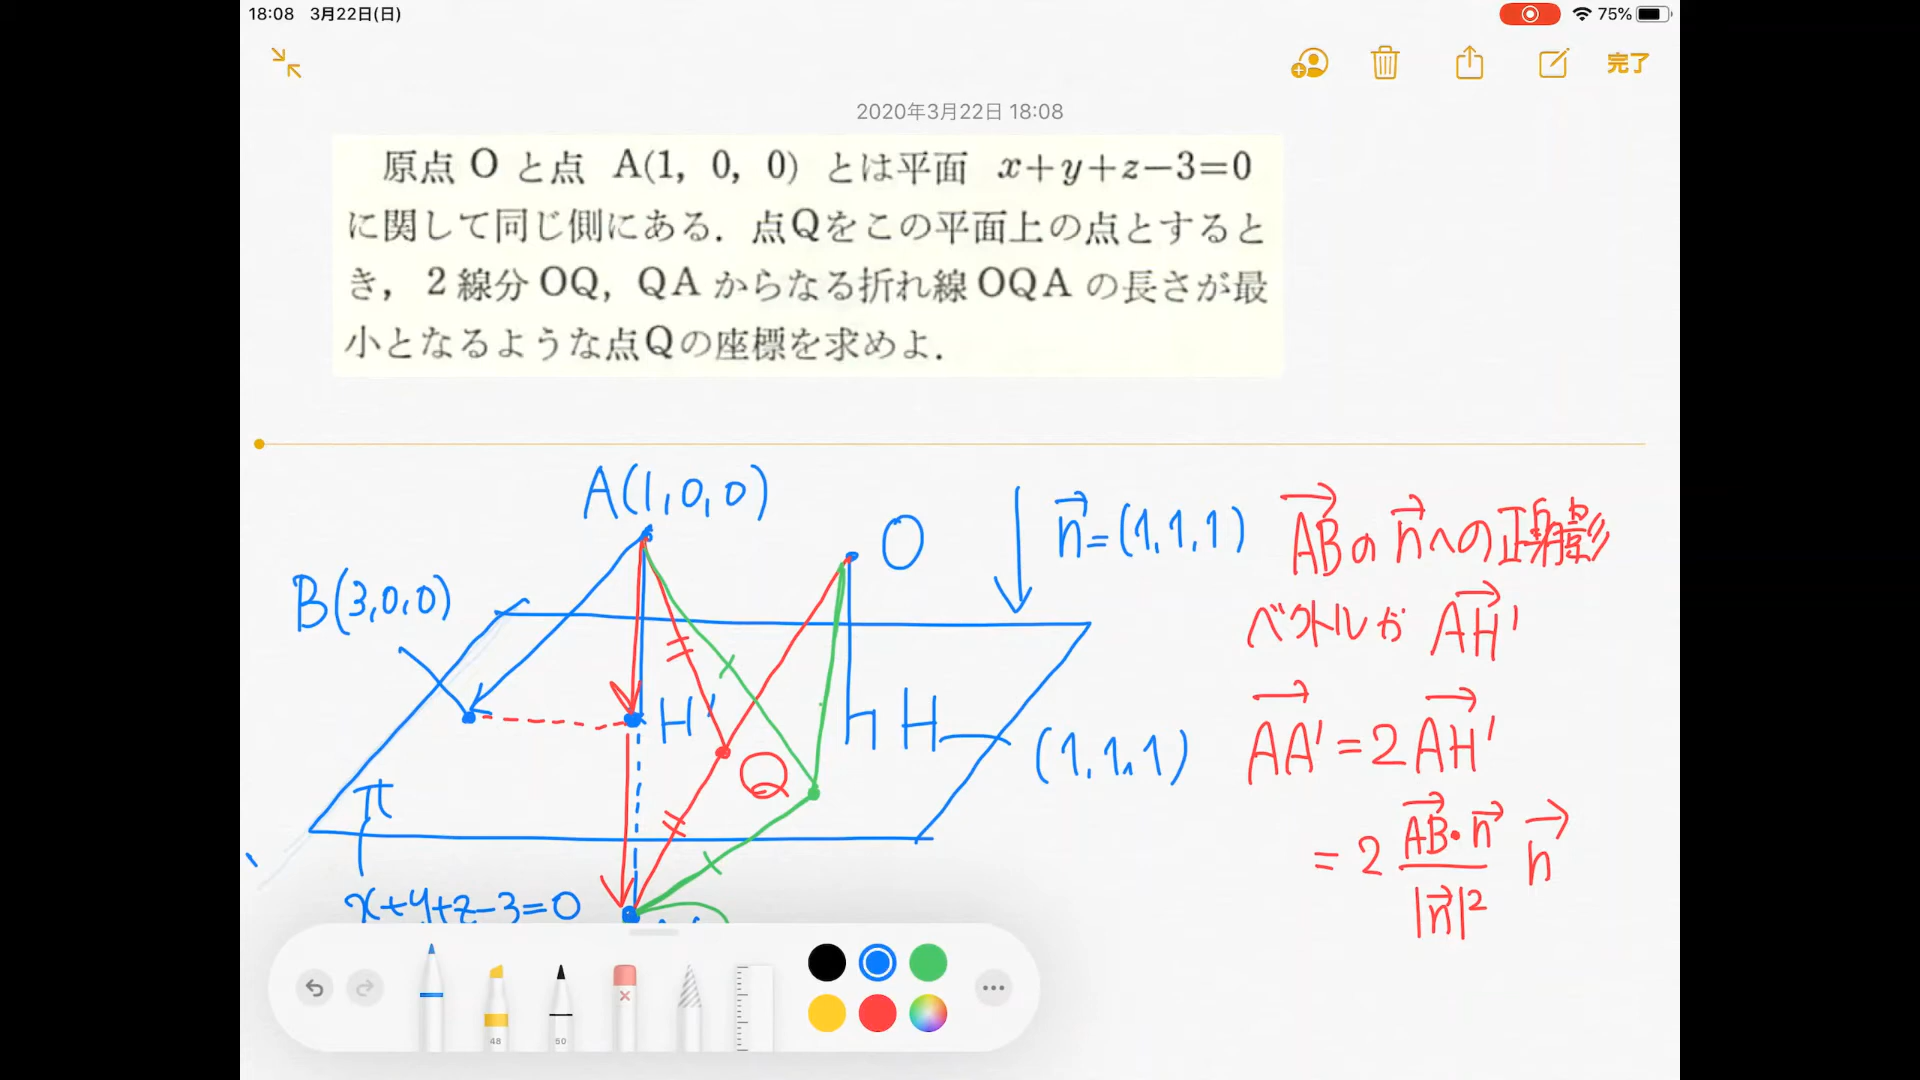 18:08 3月22日(日)
75%
完了
2020年3月22日 18:08
原点 O と点 A(1, 0, 0) とは平面 x+y+z−3=0
に関して同じ側にある．点Qをこの平面上の点とすると
き，2 線分 OQ，QA からなる折れ線 OQA の長さが最
小となるような点Qの座標を求めよ．
A(1,0,0)
O
n→=(1,1,1)
B(3,0,0)
H'
Q
h H
(1,1,1)
π
x+y+z-3=0
AB→のn→への正射影
ベクトルが AH'→
AA'→=2AH'→
=2 AB→・n→/|n→|² n→
48
50